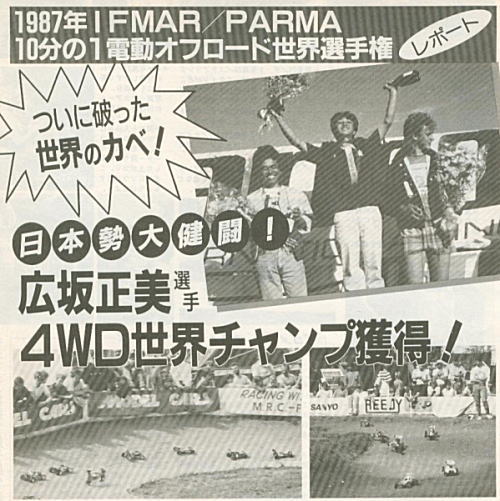 1987年IFMAR/PARMA
10分の1電動オフロード世界選手権
レポート
ついに破った
世界のカベ!
日本勢大健闘!
広坂正美選手
4WD世界チャンプ獲得!
MODEL CARS
RACING WI
M.R.C-P
SANYO
REEDY